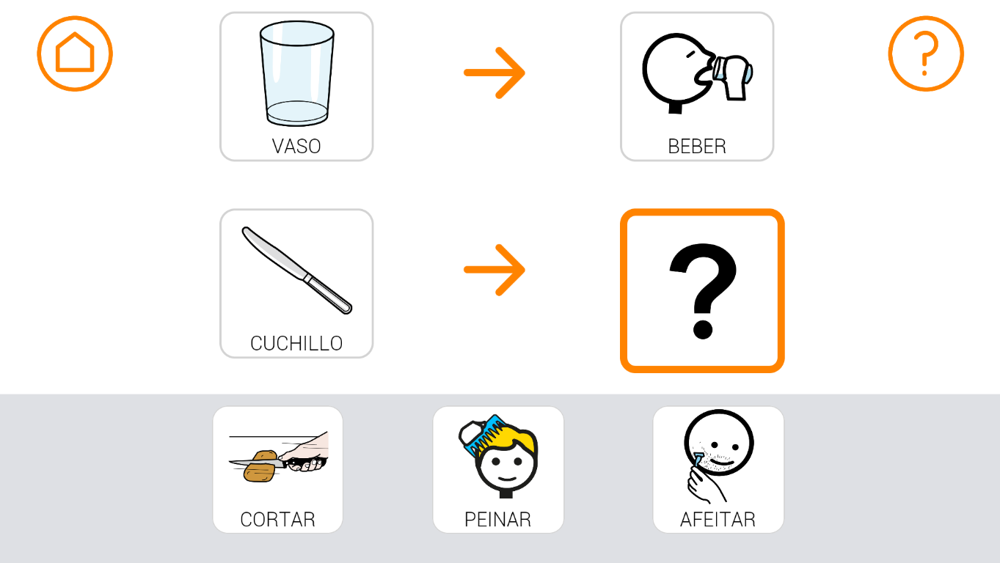 VASO
BEBER
CUCHILLO
?
CORTAR
PEINAR
AFEITAR